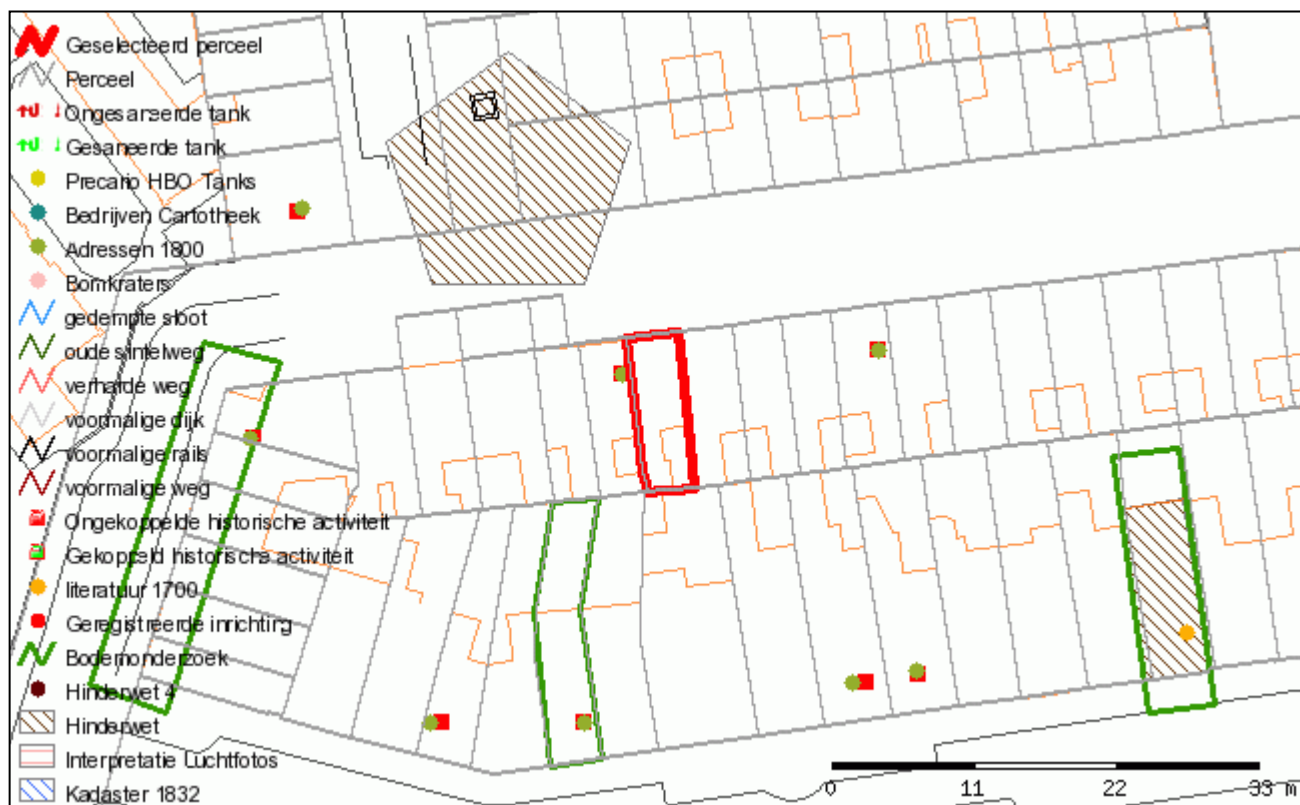 Geselecteerd perceel
Perceel
Ongesaneerde tank
Gesaneerde tank
Precario HBO Tanks
Bedrijven Cartotheek
Adressen 1800
Bomkraters
gedempte sloot
oude sintelweg
verharde weg
voormalige dijk
voormalige rails
voormalige weg
Ongekoppelde historische activiteit
Gekoppeld historische activiteit
literatuur 1700
Geregistreerde inrichting
Bodemonderzoek
Hinderwet 4
Hinderwet
Interpretatie Luchtfotos
Kadaster 1832
0 11 22 33 m